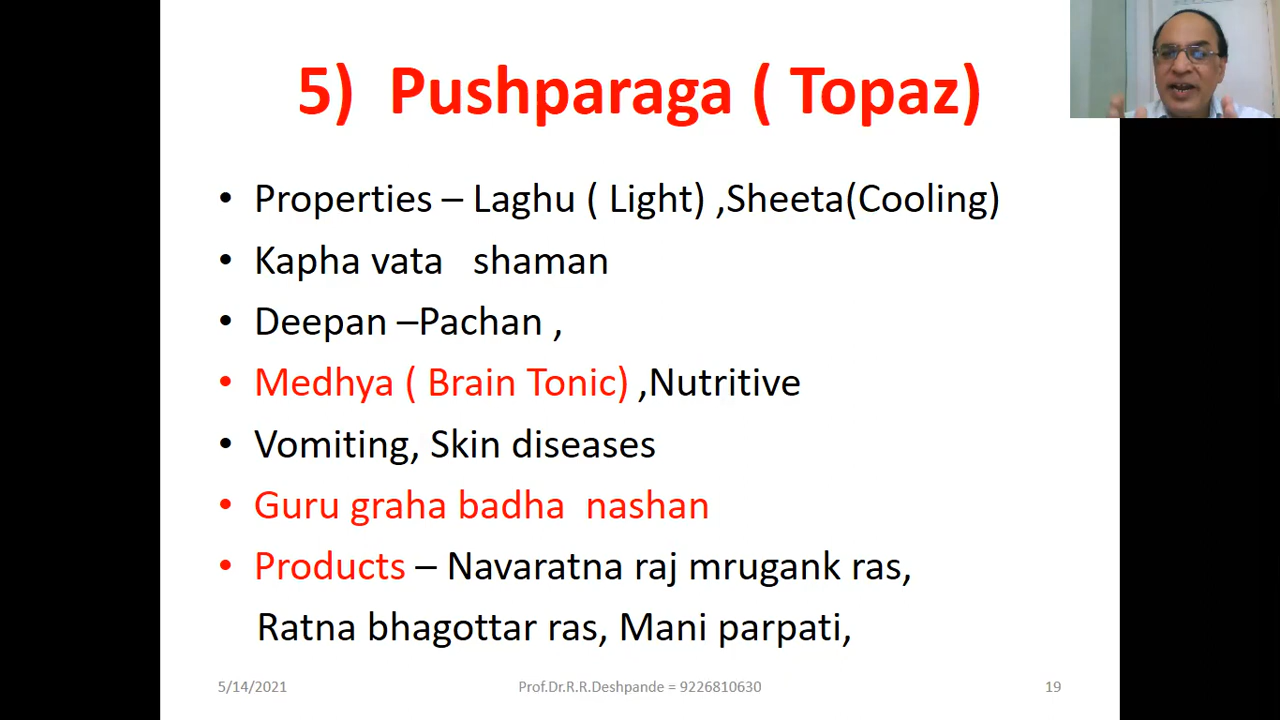 5) Pushparaga ( Topaz)
• Properties – Laghu ( Light) ,Sheeta(Cooling)
• Kapha vata shaman
• Deepan –Pachan ,
• Medhya ( Brain Tonic) ,Nutritive
• Vomiting, Skin diseases
• Guru graha badha nashan
• Products – Navaratna raj mrugank ras,
Ratna bhagottar ras, Mani parpati,
5/14/2021 Prof.Dr.R.R.Deshpande = 9226810630 19